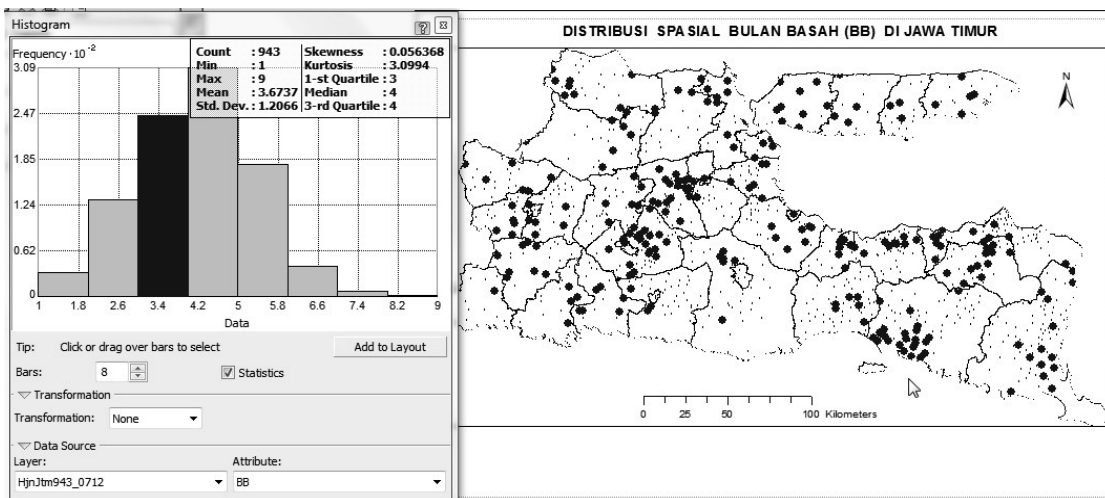 Histogram
Frequency · 10 -2
Count : 943 Skewness : 0.056368
Min : 1 Kurtosis : 3.0994
Max : 9 1-st Quartile : 3
Mean : 3.6737 Median : 4
Std. Dev. : 1.2066 3-rd Quartile : 4
3.09
2.47
1.85
1.24
0.62
0
1 1.8 2.6 3.4 4.2 5 5.8 6.6 7.4 8.2 9
Data
Tip: Click or drag over bars to select
Add to Layout
Bars: 8 Statistics
Transformation
Transformation: None
Data Source
Layer: Attribute:
HjnJtm943_0712 BB
DISTRIBUSI SPASIAL BULAN BASAH (BB) DI JAWA TIMUR
N
0 25 50 100 Kilometers